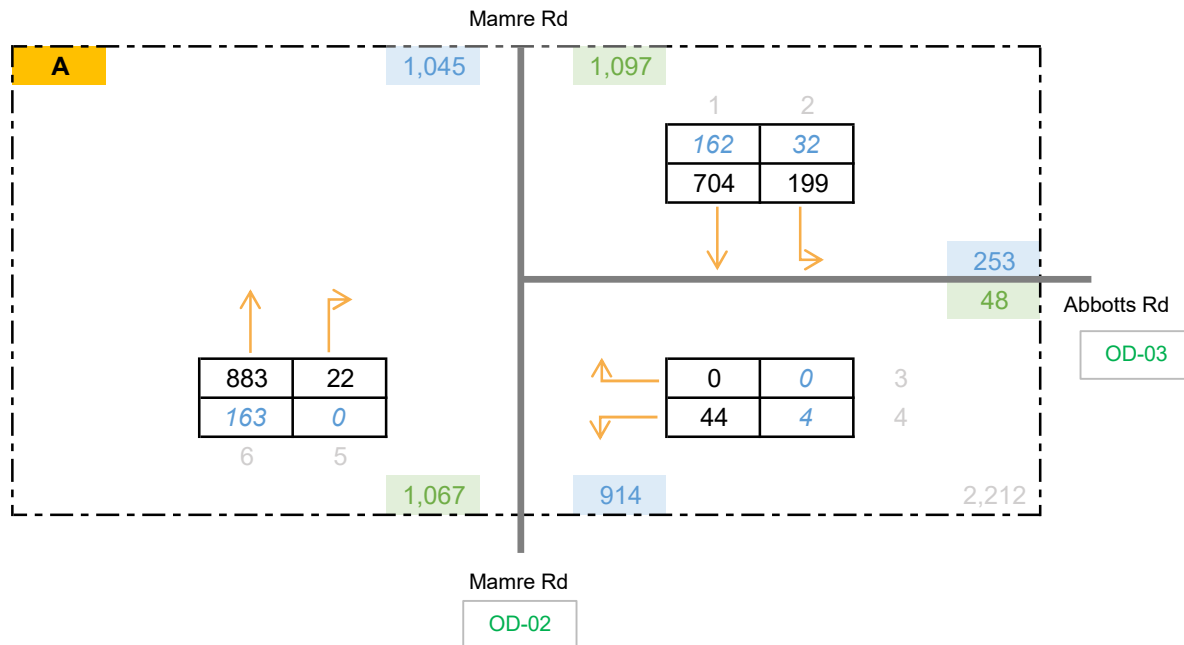 Mamre Rd
A 1,045 1,097
1 2
162 32
704 199
253
48
Abbotts Rd
OD-03
883 22 0 0 3
163 0 44 4 4
6 5
1,067 914 2,212
Mamre Rd
OD-02